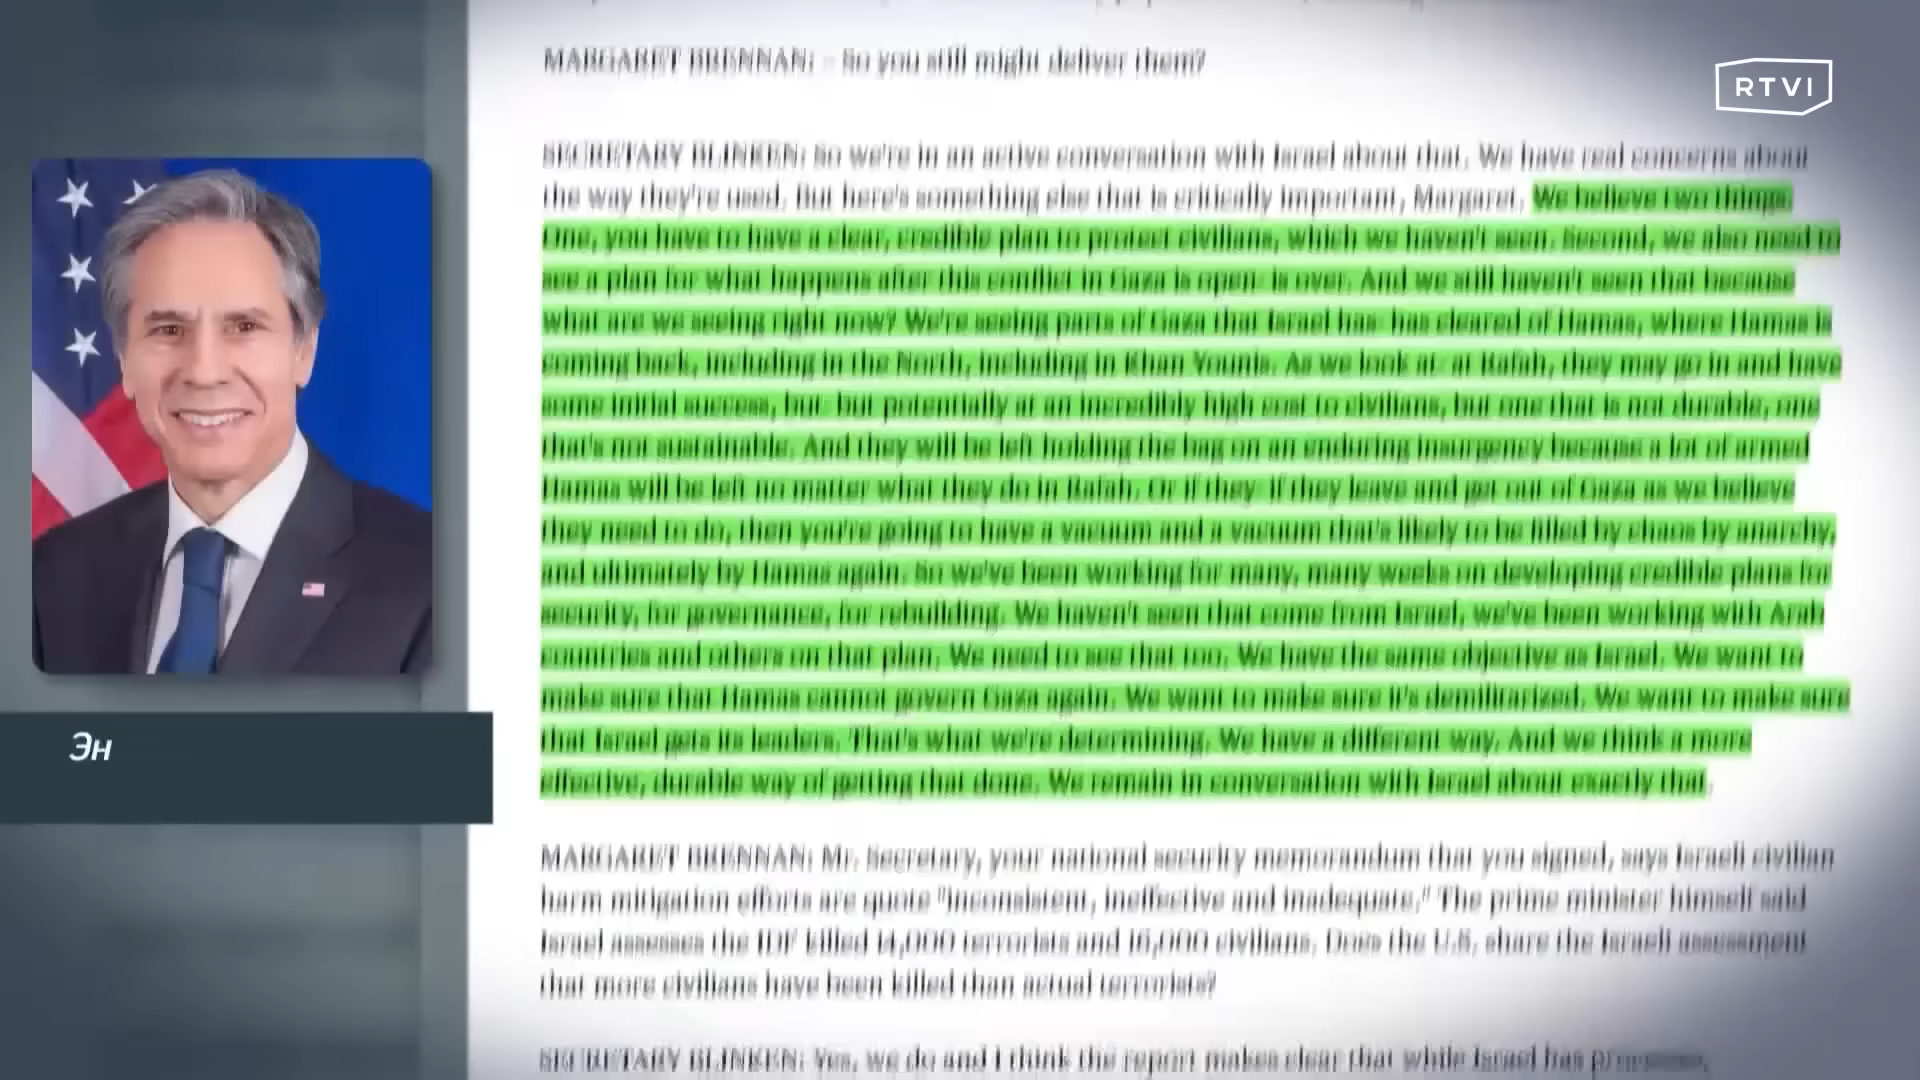 MARGARET BRENNAN: – So you still might deliver them?
RTVI
SECRETARY BLINKEN: So we're in an active conversation with Israel about that. We have real concerns about
the way they're used. But here's something else that is critically important, Margaret. We believe two things.
One, you have to have a clear, credible plan to protect civilians, which we haven't seen. Second, we also need to
see a plan for what happens after this conflict in Gaza is open- is over. And we still haven't seen that because
what are we seeing right now? We're seeing parts of Gaza that Israel has- has cleared of Hamas, where Hamas is
coming back, including in the North, including in Khan Younis. As we look at- at Rafah, they may go in and have
some initial success, but- but potentially at an incredibly high cost to civilians, but one that is not durable, one
that's not sustainable. And they will be left holding the bag on an enduring insurgency because a lot of armed
Hamas will be left no matter what they do in Rafah. Or if they- if they leave and get out of Gaza as we believe
they need to do, then you're going to have a vacuum and a vacuum that's likely to be filled by chaos by anarchy,
and ultimately by Hamas again. So we've been working for many, many weeks on developing credible plans for
security, for governance, for rebuilding. We haven't seen that come from Israel, we've been working with Arab
countries and others on that plan. We need to see that too. We have the same objective as Israel. We want to
make sure that Hamas cannot govern Gaza again. We want to make sure it's demilitarized. We want to make sure
that Israel gets its leaders. That's what we're determining. We have a different way. And we think a more
effective, durable way of getting that done. We remain in conversation with Israel about exactly that.
Эн
MARGARET BRENNAN: Mr. Secretary, your national security memorandum that you signed, says Israeli civilian
harm mitigation efforts are quote "inconsistent, ineffective and inadequate." The prime minister himself said
Israel assesses the IDF killed 14,000 terrorists and 16,000 civilians. Does the U.S. share the Israeli assessment
that more civilians have been killed than actual terrorists?
SECRETARY BLINKEN: Yes, we do and I think the report makes clear that while Israel has